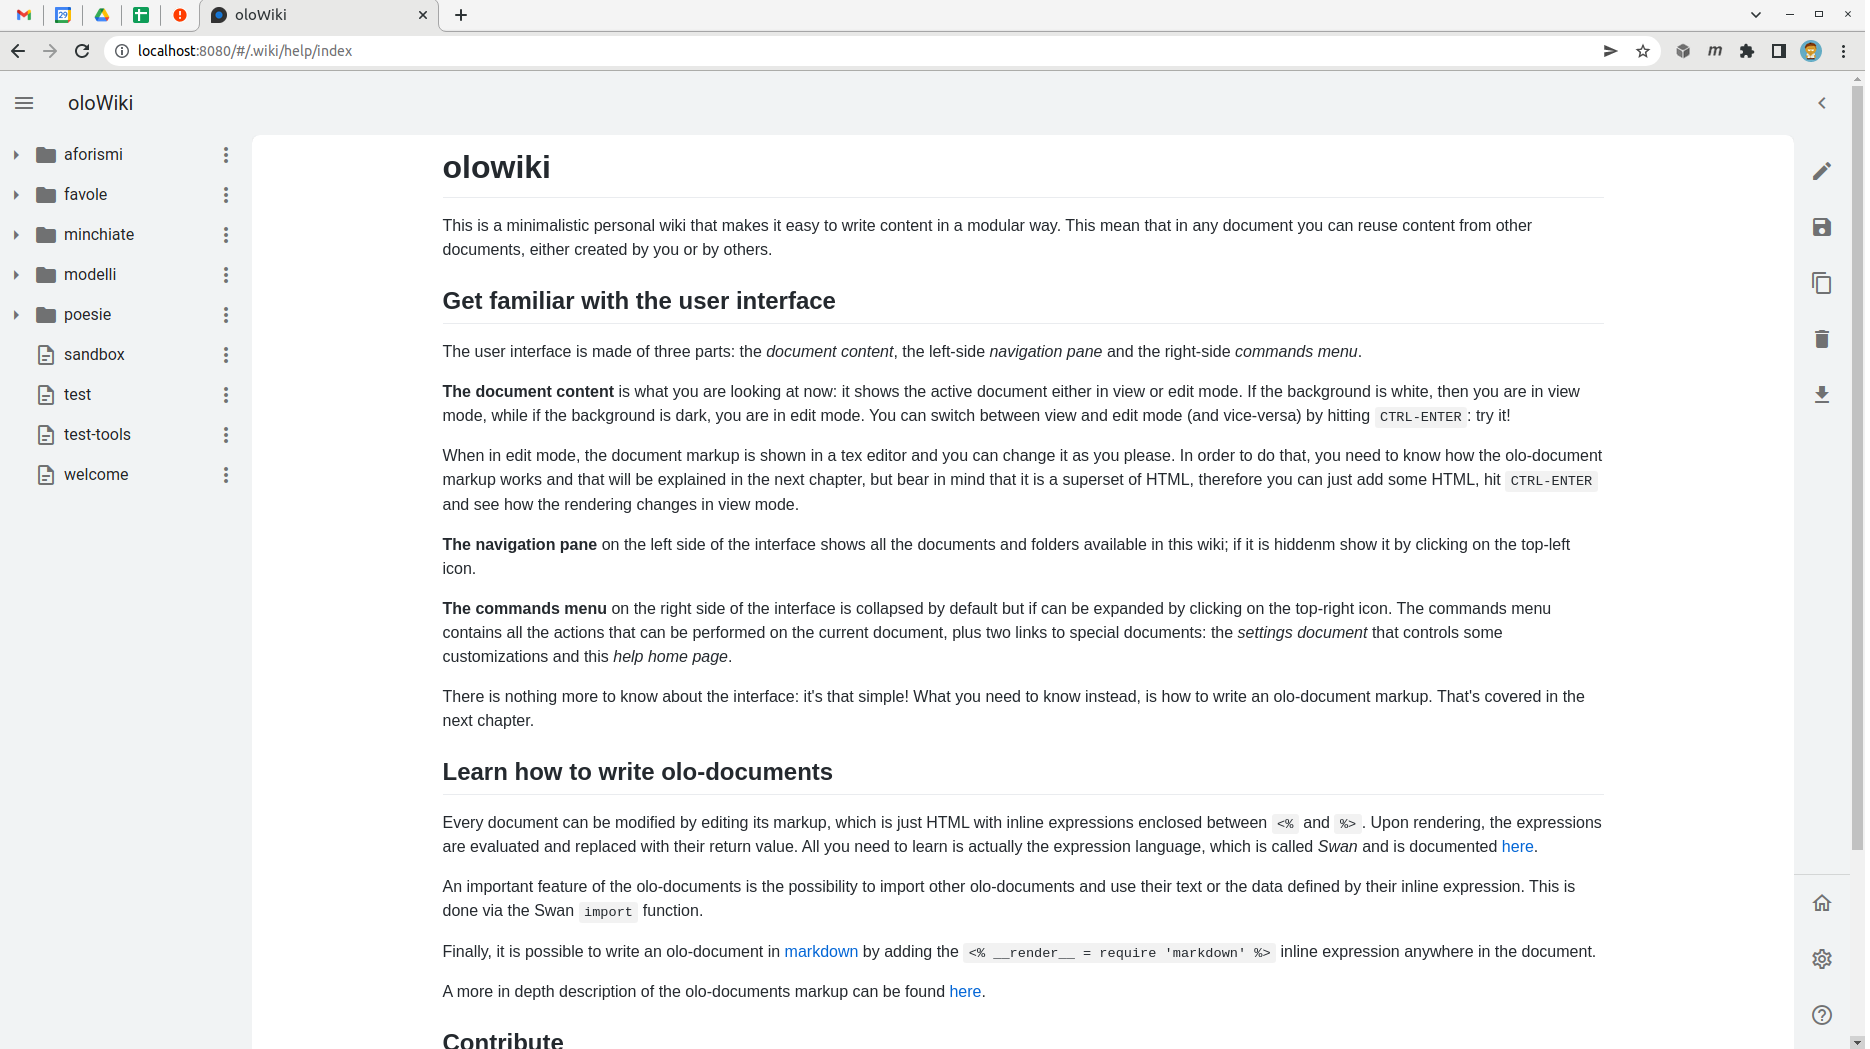 29
oloWiki
localhost:8080/#/.wiki/help/index
m
oloWiki
aforismi
favole
minchiate
modelli
poesie
sandbox
test
test-tools
welcome
olowiki
This is a minimalistic personal wiki that makes it easy to write content in a modular way. This mean that in any document you can reuse content from other
documents, either created by you or by others.
Get familiar with the user interface
The user interface is made of three parts: the document content, the left-side navigation pane and the right-side commands menu.
The document content is what you are looking at now: it shows the active document either in view or edit mode. If the background is white, then you are in view
mode, while if the background is dark, you are in edit mode. You can switch between view and edit mode (and vice-versa) by hitting CTRL-ENTER : try it!
When in edit mode, the document markup is shown in a tex editor and you can change it as you please. In order to do that, you need to know how the olo-document
markup works and that will be explained in the next chapter, but bear in mind that it is a superset of HTML, therefore you can just add some HTML, hit CTRL-ENTER
and see how the rendering changes in view mode.
The navigation pane on the left side of the interface shows all the documents and folders available in this wiki; if it is hiddenm show it by clicking on the top-left
icon.
The commands menu on the right side of the interface is collapsed by default but if can be expanded by clicking on the top-right icon. The commands menu
contains all the actions that can be performed on the current document, plus two links to special documents: the settings document that controls some
customizations and this help home page.
There is nothing more to know about the interface: it's that simple! What you need to know instead, is how to write an olo-document markup. That's covered in the
next chapter.
Learn how to write olo-documents
Every document can be modified by editing its markup, which is just HTML with inline expressions enclosed between <% and %> . Upon rendering, the expressions
are evaluated and replaced with their return value. All you need to learn is actually the expression language, which is called Swan and is documented here.
An important feature of the olo-documents is the possibility to import other olo-documents and use their text or the data defined by their inline expression. This is
done via the Swan import function.
Finally, it is possible to write an olo-document in markdown by adding the <% __render__ = require 'markdown' %> inline expression anywhere in the document.
A more in depth description of the olo-documents markup can be found here.
Contribute